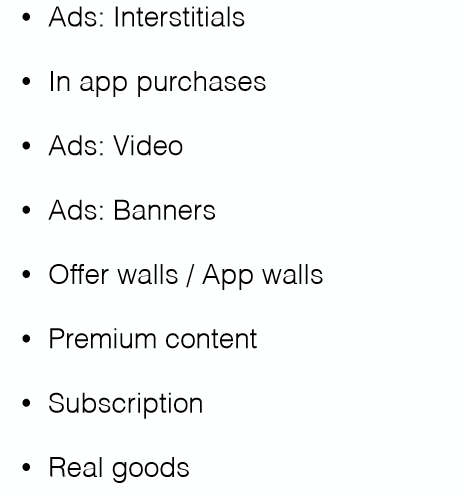 • Ads: Interstitials
• In app purchases
• Ads: Video
• Ads: Banners
• Offer walls / App walls
• Premium content
• Subscription
• Real goods